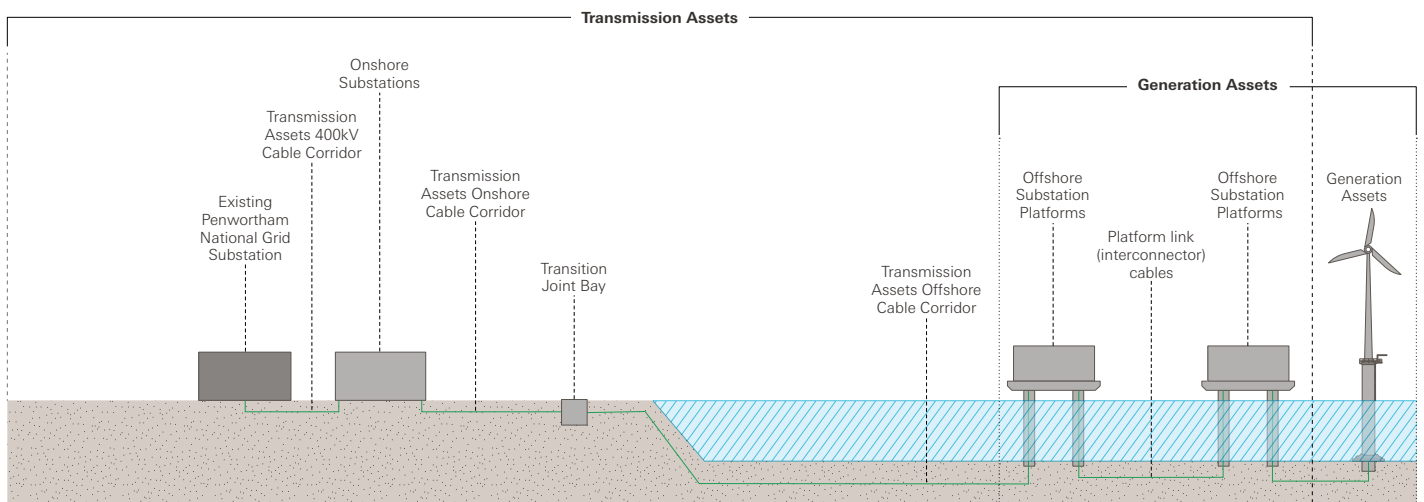 Transmission Assets
Generation Assets
Onshore
Substations
Transmission
Assets 400kV
Cable Corridor
Existing
Penwortham
National Grid
Substation
Transmission
Assets Onshore
Cable Corridor
Transition
Joint Bay
Transmission
Assets Offshore
Cable Corridor
Offshore
Substation
Platforms
Platform link
(interconnector)
cables
Offshore
Substation
Platforms
Generation
Assets